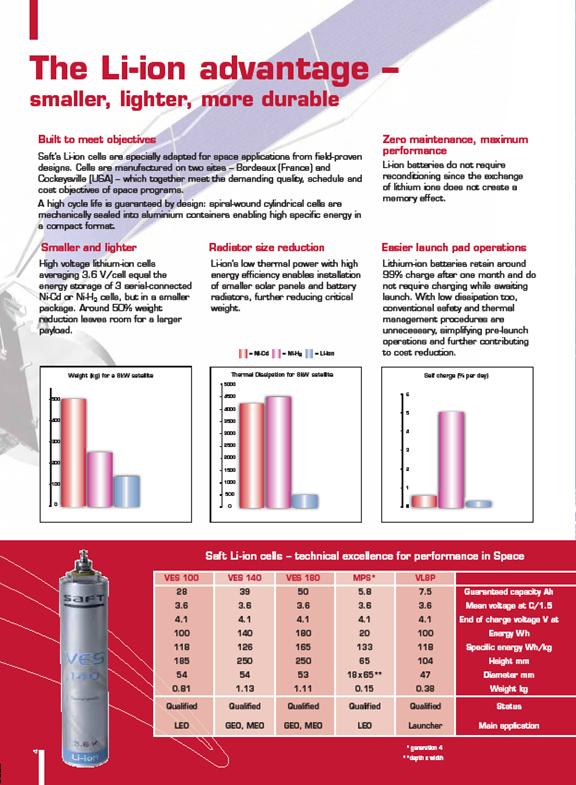 The Li-ion advantage –
smaller, lighter, more durable
Built to meet objectives
Saft's Li-ion cells are specially adapted for space applications from field-proven
designs. Cells are manufactured on two sites – Bordeaux (France) and
Cockeysville (USA) – which together meet the demanding quality, schedule and
cost objectives of space programs.
A high cycle life is guaranteed by design: spiral-wound cylindrical cells are
mechanically sealed into aluminium containers enabling high specific energy in
a compact format.
Zero maintenance, maximum
performance
Li-ion batteries do not require
reconditioning since the exchange
of lithium ions does not create a
memory effect.
Smaller and lighter
High voltage lithium-ion cells
averaging 3.6 V/cell equal the
energy storage of 3 serial-connected
Ni-Cd or Ni-H₂ cells, but in a smaller
package. Around 50% weight
reduction leaves room for a larger
payload.
Radiator size reduction
Li-ion's low thermal power with high
energy efficiency enables installation
of smaller solar panels and battery
radiators, further reducing critical
weight.
Easier launch pad operations
Lithium-ion batteries retain around
99% charge after one month and do
not require charging while awaiting
launch. With low dissipation too,
conventional safety and thermal
management procedures are
unnecessary, simplifying pre-launch
operations and further contributing
to cost reduction.
= Ni-Cd = Ni-H₂ = Li-ion
Weight (kg) for a 8kW satellite
500
400
300
200
100
0
Thermal Dissipation for 8kW satellite
5000
4500
4000
3500
3000
2500
2000
1500
1000
500
0
Self charge (% per day)
6
5
4
3
2
1
Saft Li-ion cells – technical excellence for performance in Space
VES 100 VES 140 VES 180 MPS* VL8P
28 39 50 5.8 7.5 Guaranteed capacity Ah
3.6 3.6 3.6 3.6 3.6 Mean voltage at C/1.5
4.1 4.1 4.1 4.1 4.1 End of charge voltage V at
100 140 180 20 100 Energy Wh
118 126 165 133 118 Specific energy Wh/kg
185 250 250 65 104 Height mm
54 54 53 18x65** 47 Diameter mm
0.81 1.13 1.11 0.15 0.38 Weight kg
Qualified Qualified Qualified Qualified Qualified Status
LEO GEO, MEO GEO, MEO LEO Launcher Main application
* generation 4
**depth x width
SAFT
VES
140
3.6 V
Li-ion
4